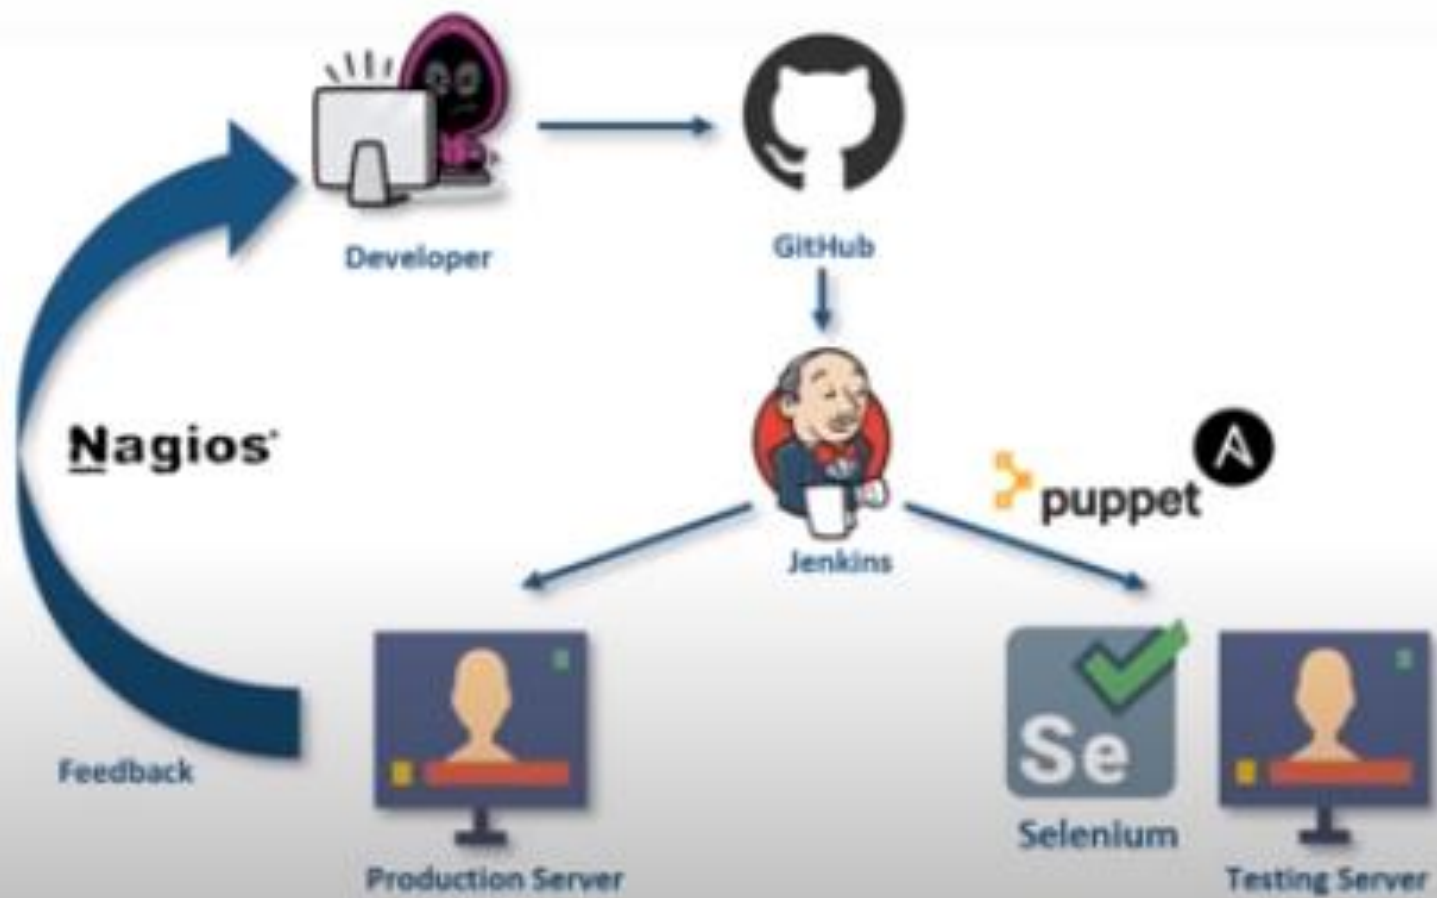 Developer
GitHub
Nagios
puppet
Jenkins
Se
Feedback
Selenium
Production Server
Testing Server